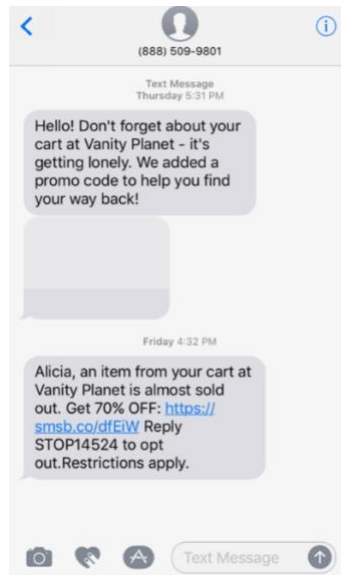 (888) 509-9801
Text Message
Thursday 5:31 PM
Hello! Don't forget about your
cart at Vanity Planet - it's
getting lonely. We added a
promo code to help you find
your way back!
Friday 4:32 PM
Alicia, an item from your cart at
Vanity Planet is almost sold
out. Get 70% OFF: https://
smsb.co/dfEiW Reply
STOP14524 to opt
out.Restrictions apply.
Text Message